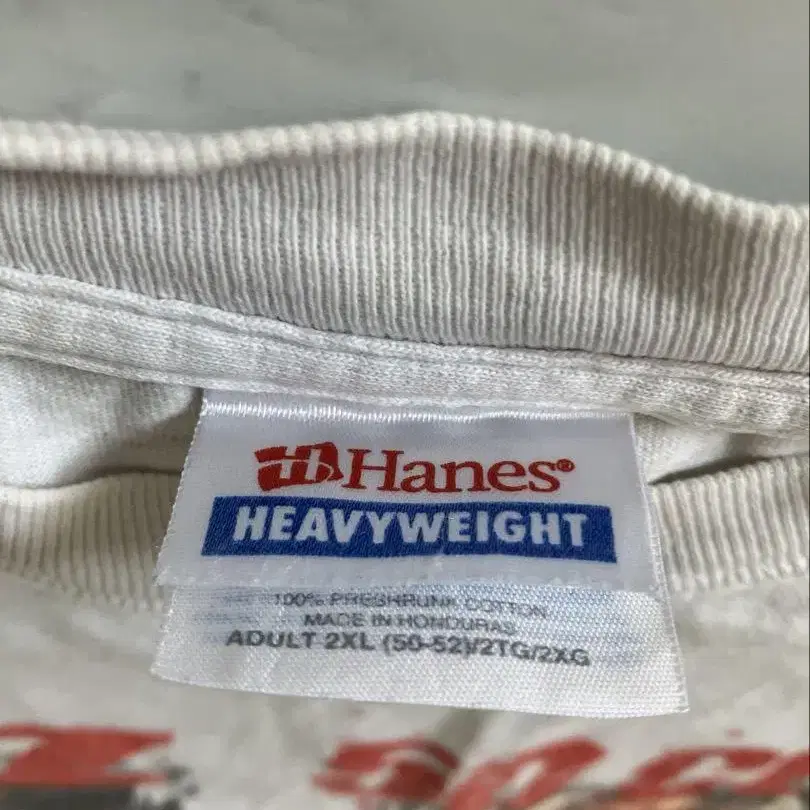 Hanes®
HEAVYWEIGHT
100% PRESHRUNK COTTON
MADE IN HONDURAS
ADULT 2XL (50-52)/2TG/2XG